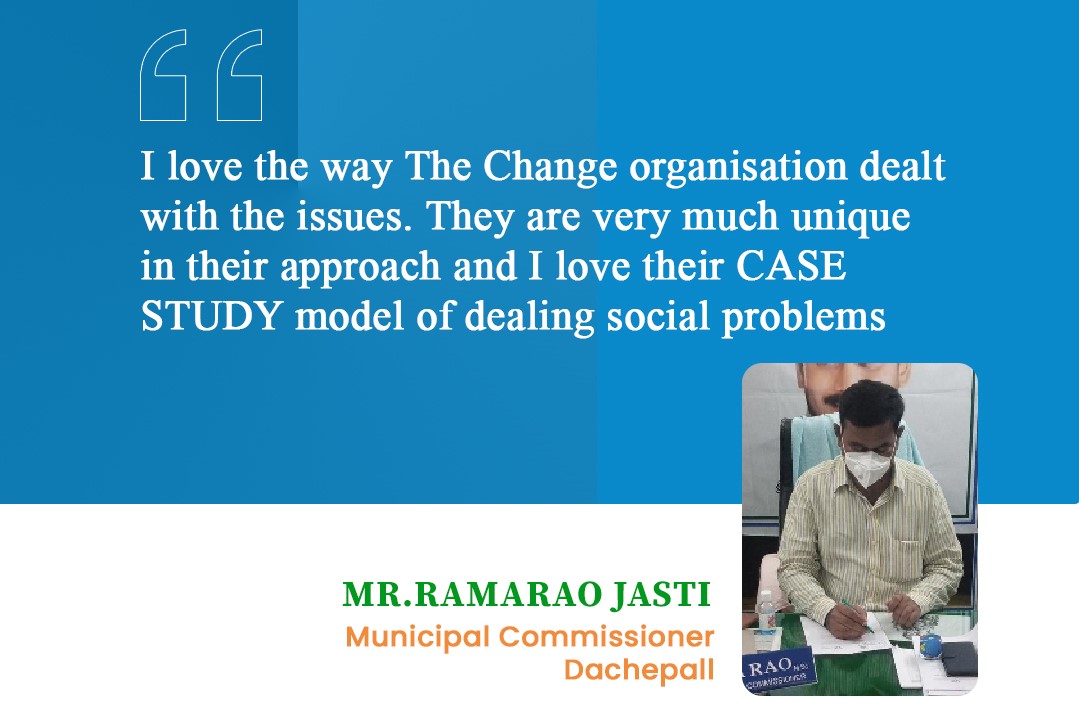 I love the way The Change organisation dealt
with the issues. They are very much unique
in their approach and I love their CASE
STUDY model of dealing social problems
MR.RAMARAO JASTI
Municipal Commissioner
Dachepall
RAO
COMMISSIONER